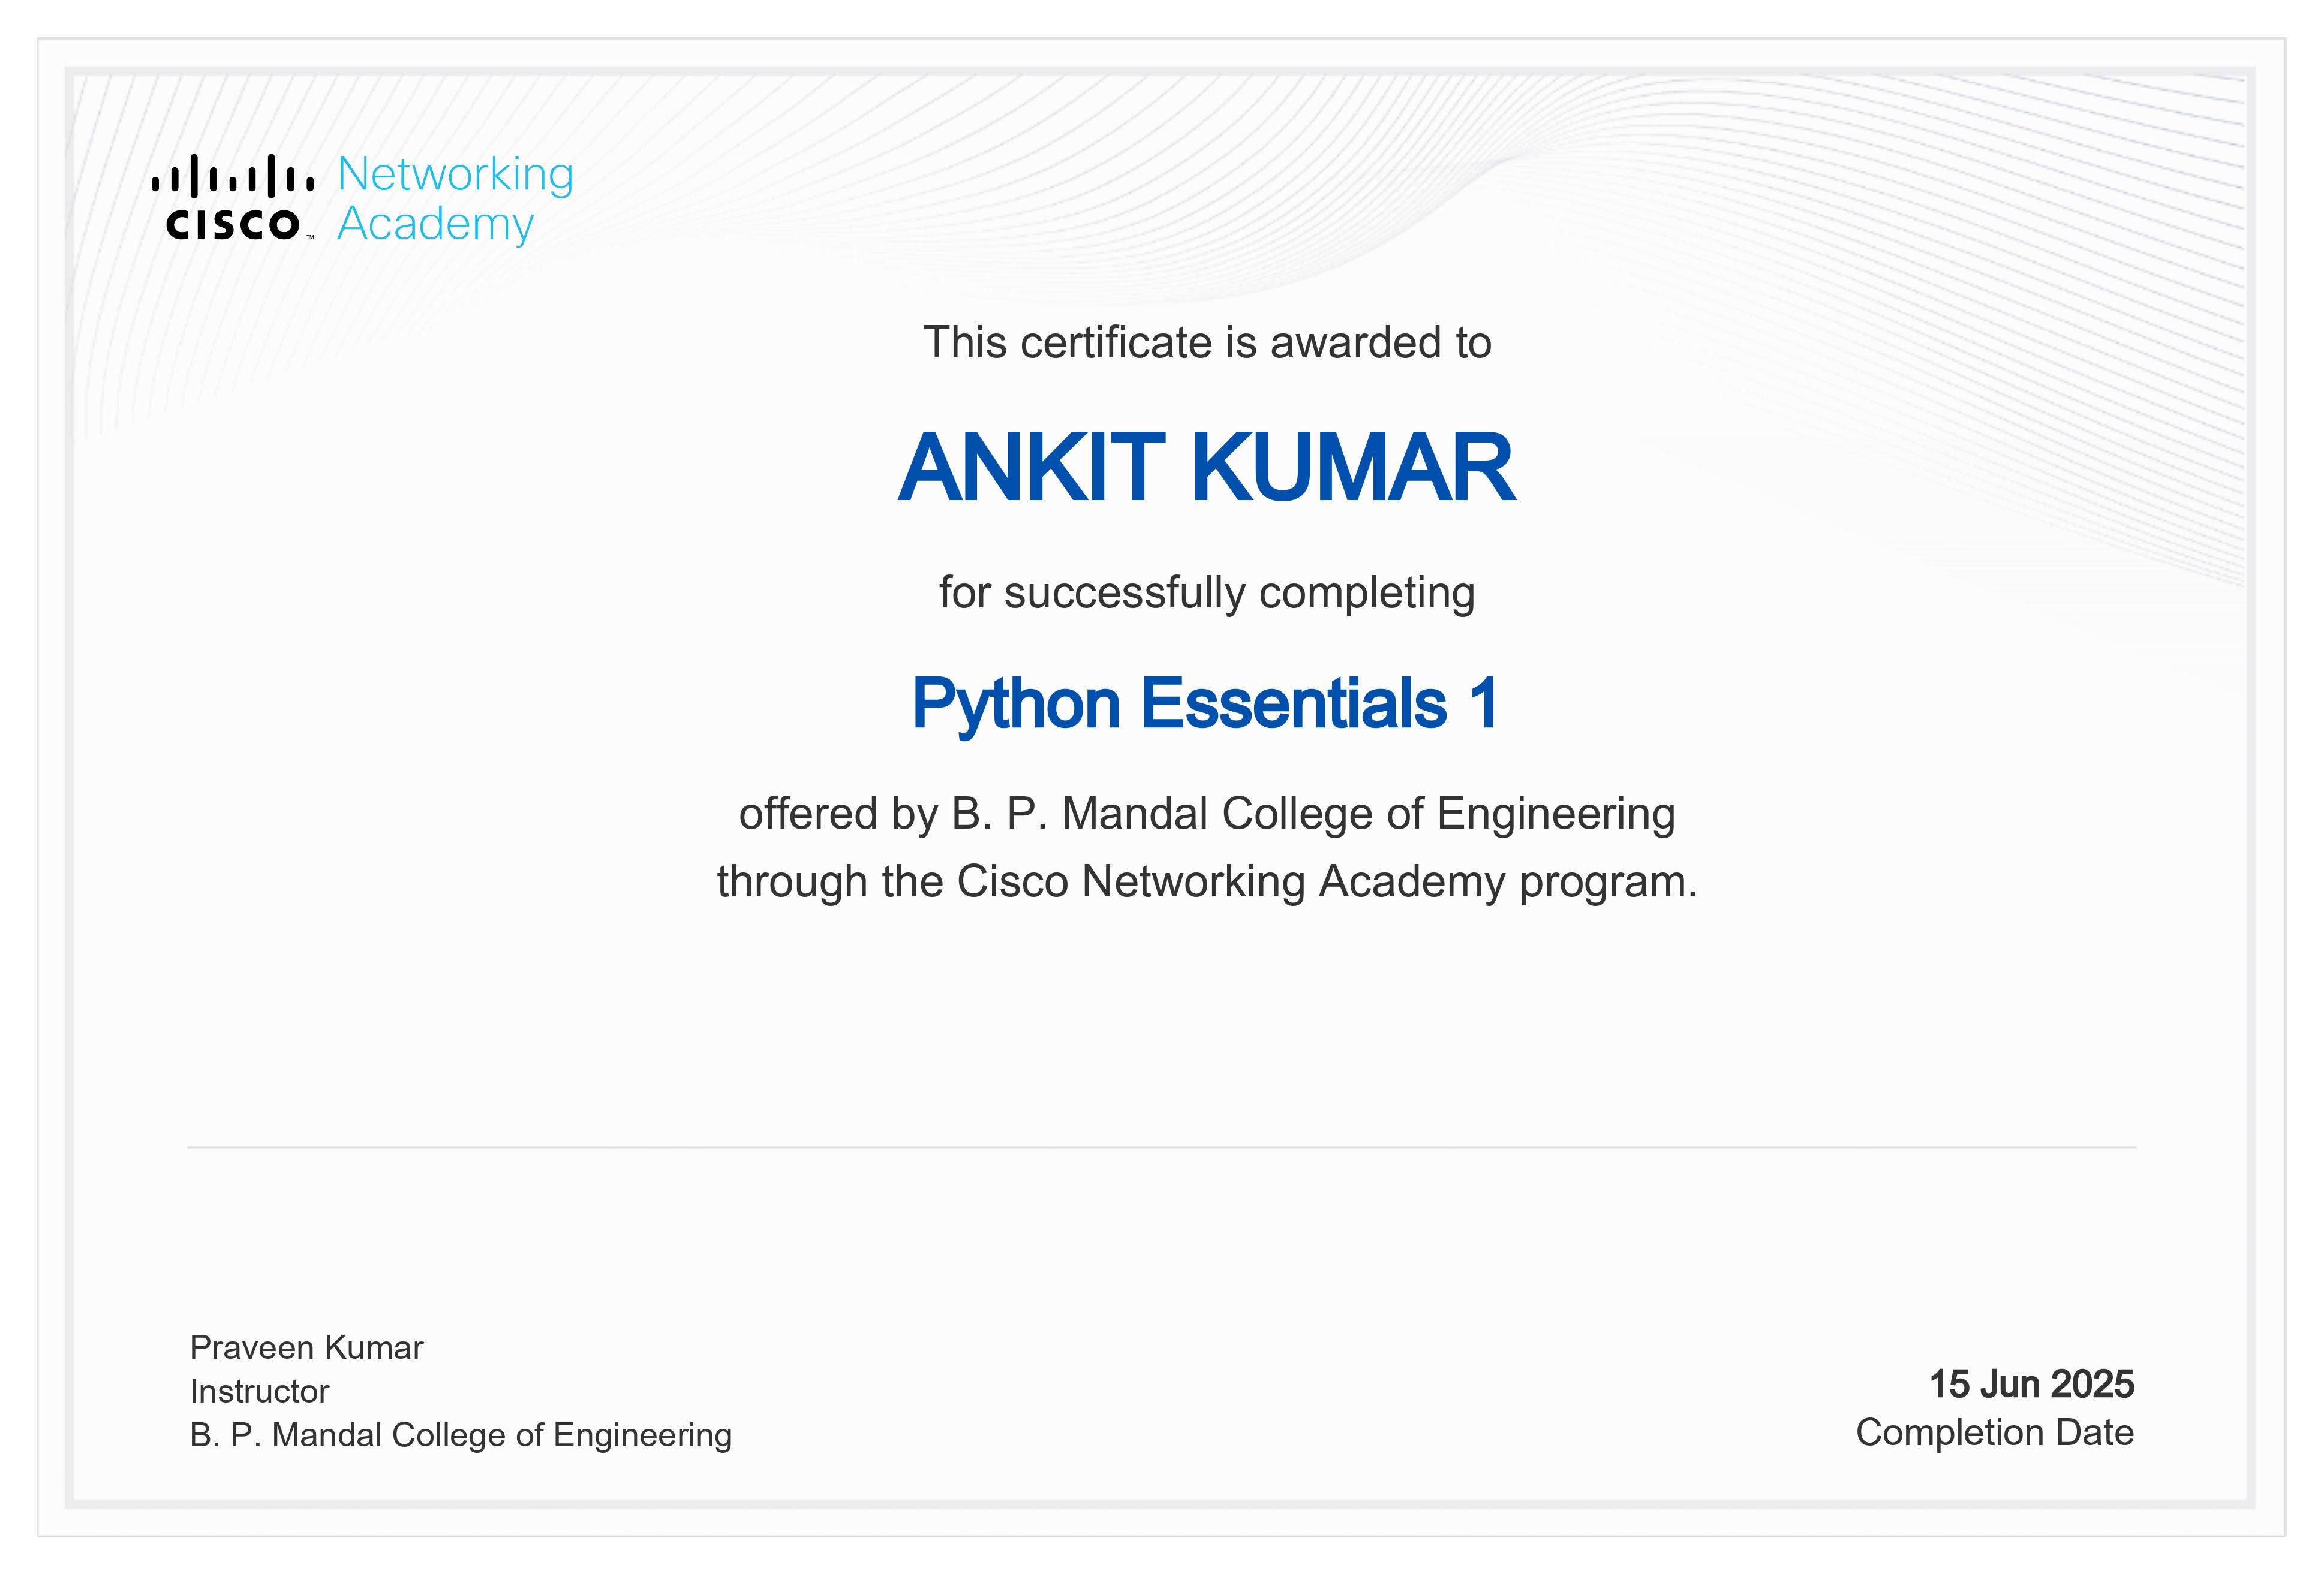 Networking
Academy
CISCO™
This certificate is awarded to
ANKIT KUMAR
for successfully completing
Python Essentials 1
offered by B. P. Mandal College of Engineering
through the Cisco Networking Academy program.
Praveen Kumar
Instructor
B. P. Mandal College of Engineering
15 Jun 2025
Completion Date